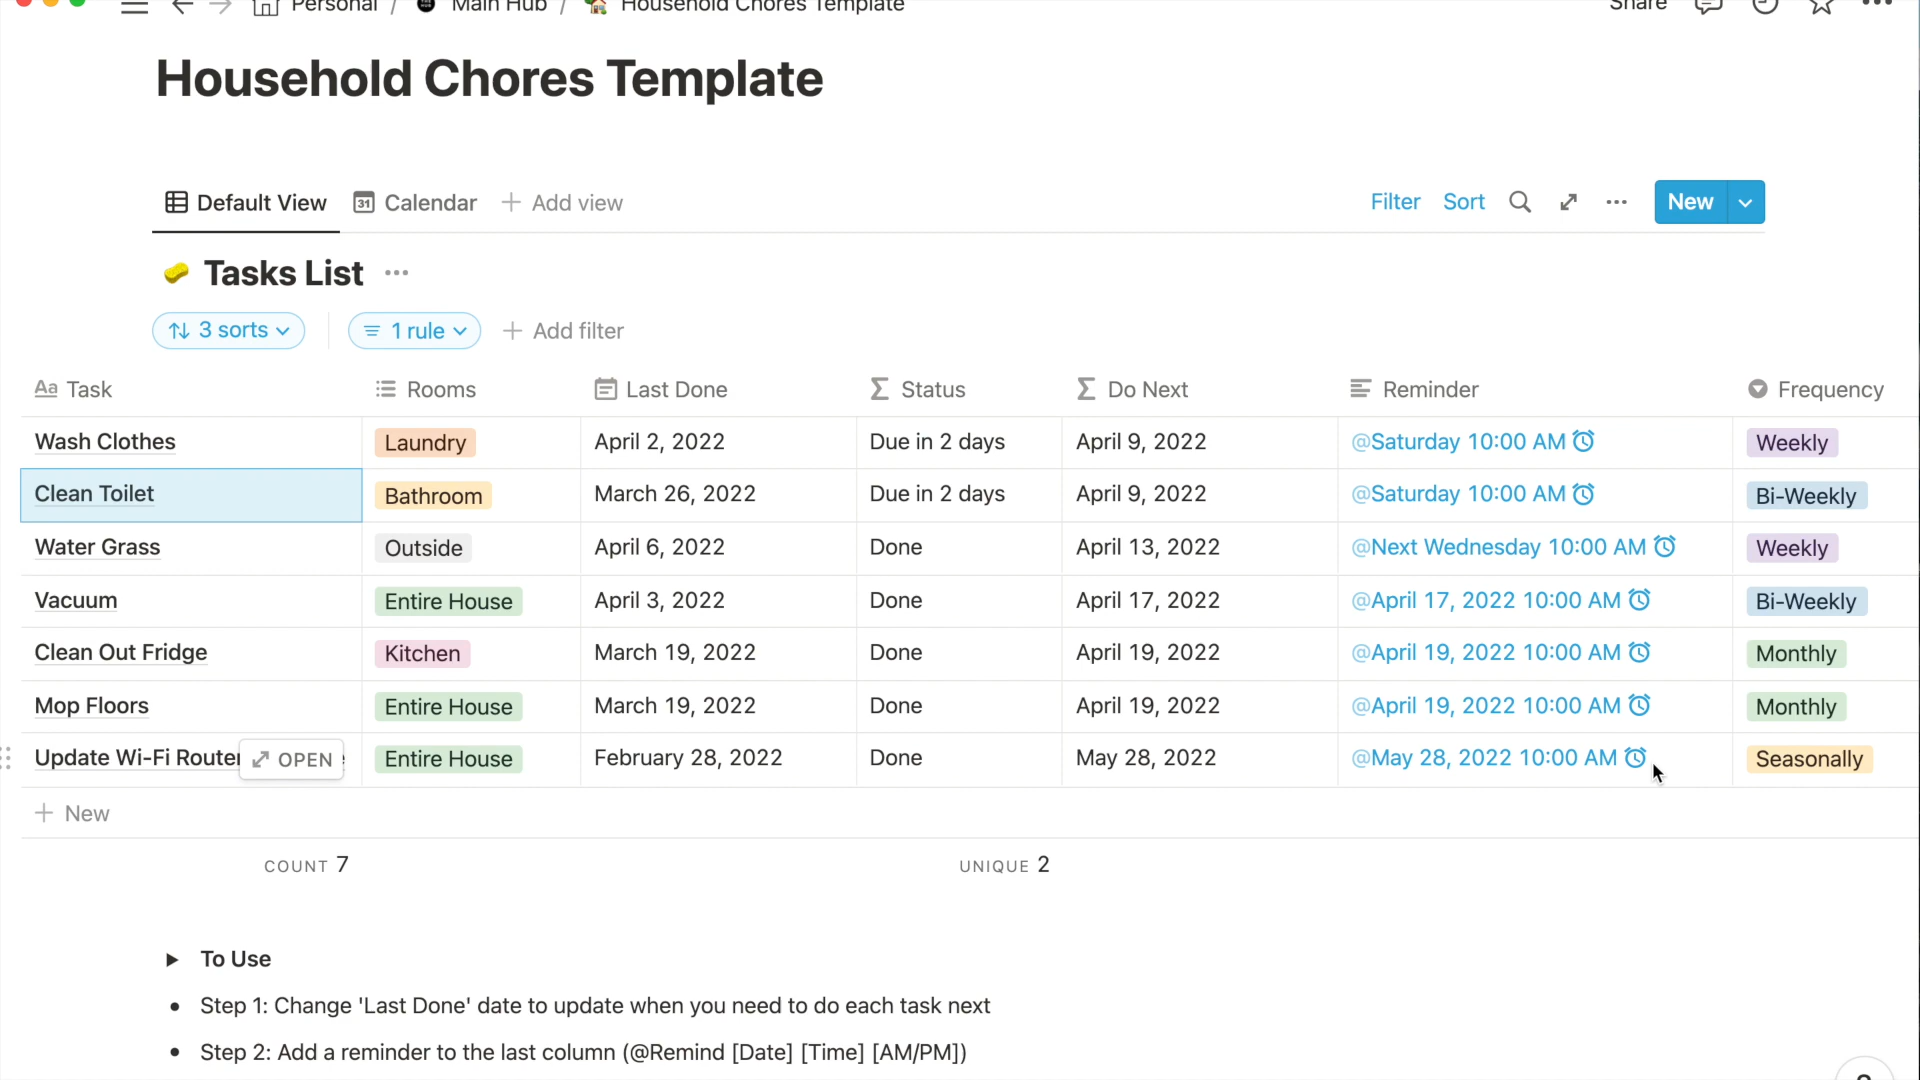 Personal / Main Hub / Household Chores Template Share
Household Chores Template
Default View Calendar Add view Filter Sort New
Tasks List
3 sorts 1 rule Add filter
Aa Task Rooms Last Done Status Do Next Reminder Frequency
Wash Clothes Laundry April 2, 2022 Due in 2 days April 9, 2022 @Saturday 10:00 AM Weekly
Clean Toilet Bathroom March 26, 2022 Due in 2 days April 9, 2022 @Saturday 10:00 AM Bi-Weekly
Water Grass Outside April 6, 2022 Done April 13, 2022 @Next Wednesday 10:00 AM Weekly
Vacuum Entire House April 3, 2022 Done April 17, 2022 @April 17, 2022 10:00 AM Bi-Weekly
Clean Out Fridge Kitchen March 19, 2022 Done April 19, 2022 @April 19, 2022 10:00 AM Monthly
Mop Floors Entire House March 19, 2022 Done April 19, 2022 @April 19, 2022 10:00 AM Monthly
Update Wi-Fi Router OPEN Entire House February 28, 2022 Done May 28, 2022 @May 28, 2022 10:00 AM Seasonally
+ New
COUNT 7 UNIQUE 2
To Use
• Step 1: Change 'Last Done' date to update when you need to do each task next
• Step 2: Add a reminder to the last column (@Remind [Date] [Time] [AM/PM])